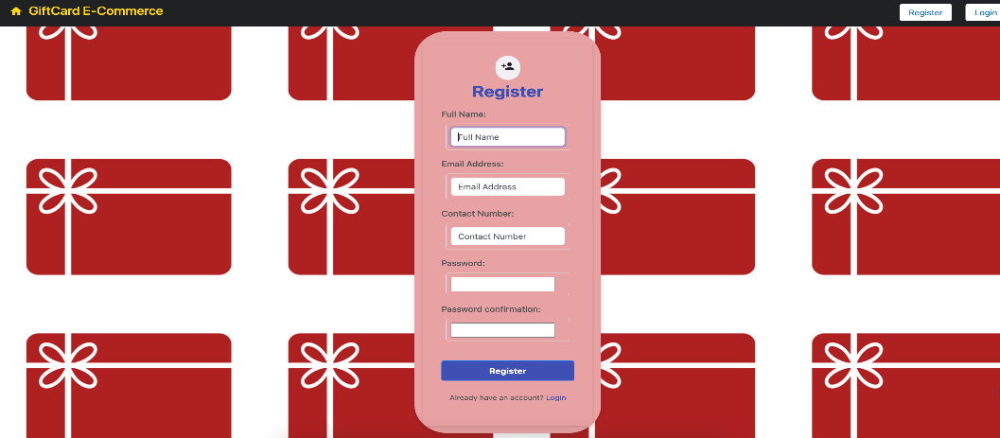 GiftCard E-Commerce
Register
Login
Register
Full Name:
Full Name
Email Address:
Email Address
Contact Number:
Contact Number
Password:
Password confirmation:
Register
Already have an account? Login